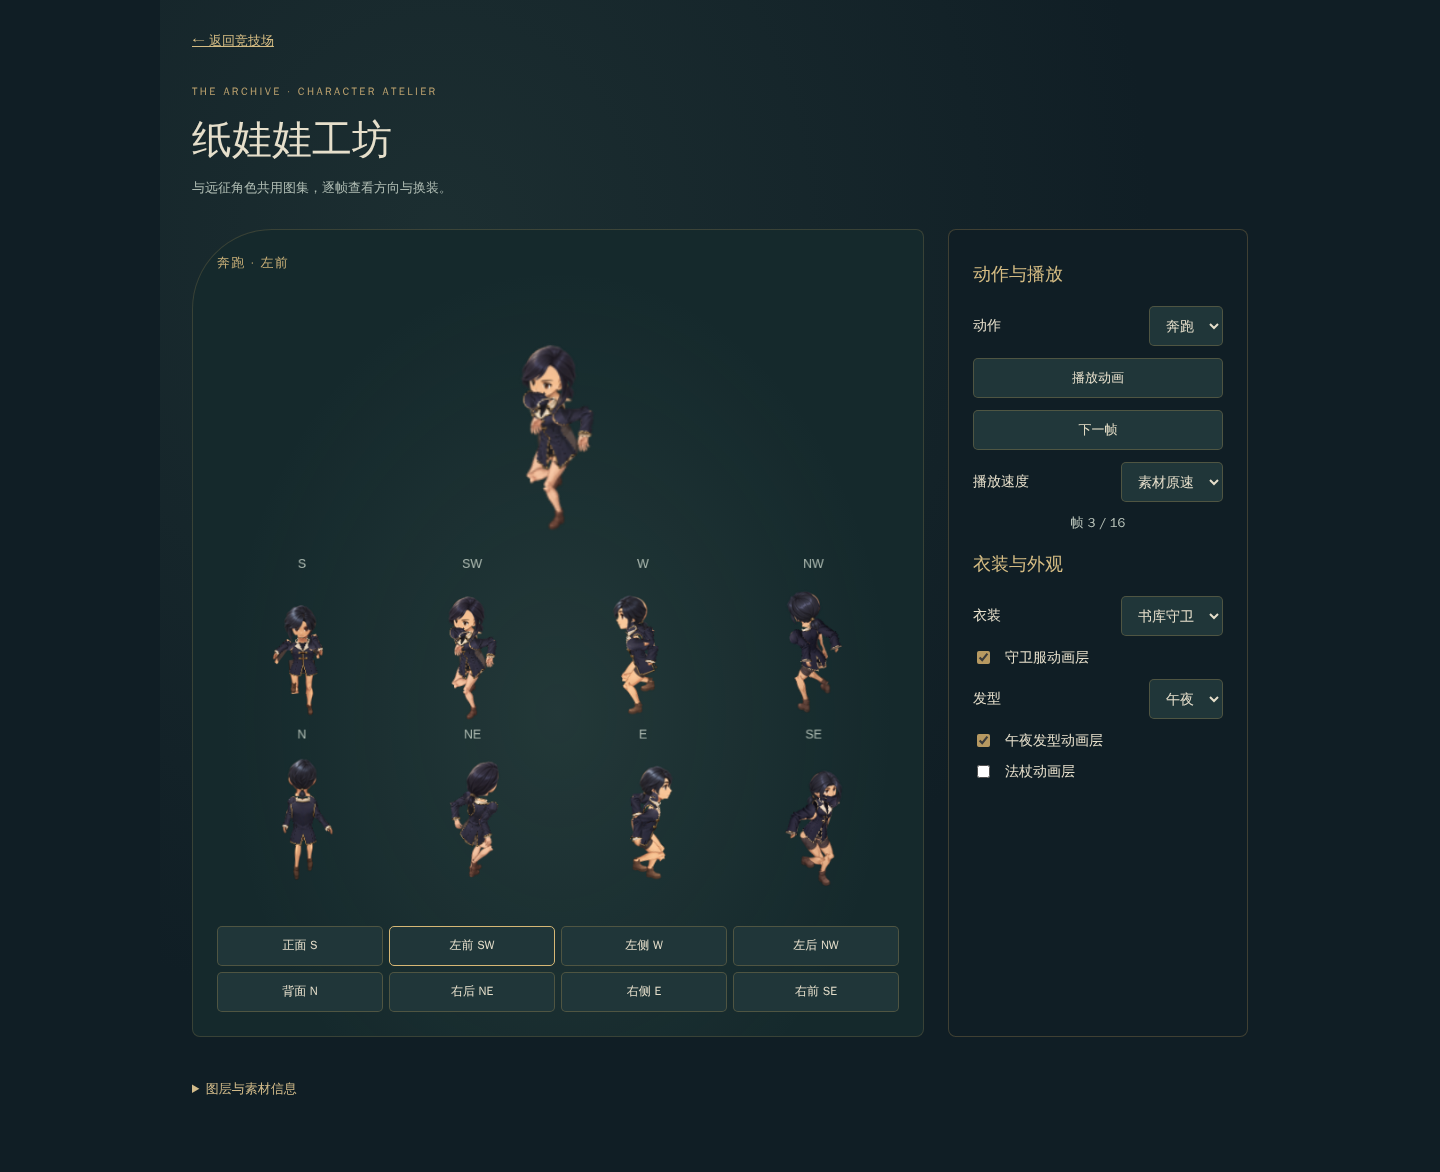 ← 返回竞技场
THE ARCHIVE · CHARACTER ATELIER
纸娃娃工坊
与远征角色共用图集，逐帧查看方向与换装。
奔跑 · 左前
S SW W NW
N NE E SE
正面 S 左前 SW 左侧 W 左后 NW
背面 N 右后 NE 右侧 E 右前 SE
动作与播放
动作 奔跑
播放动画
下一帧
播放速度 素材原速
帧 3 / 16
衣装与外观
衣装 书库守卫
守卫服动画层
发型 午夜
午夜发型动画层
法杖动画层
▶ 图层与素材信息